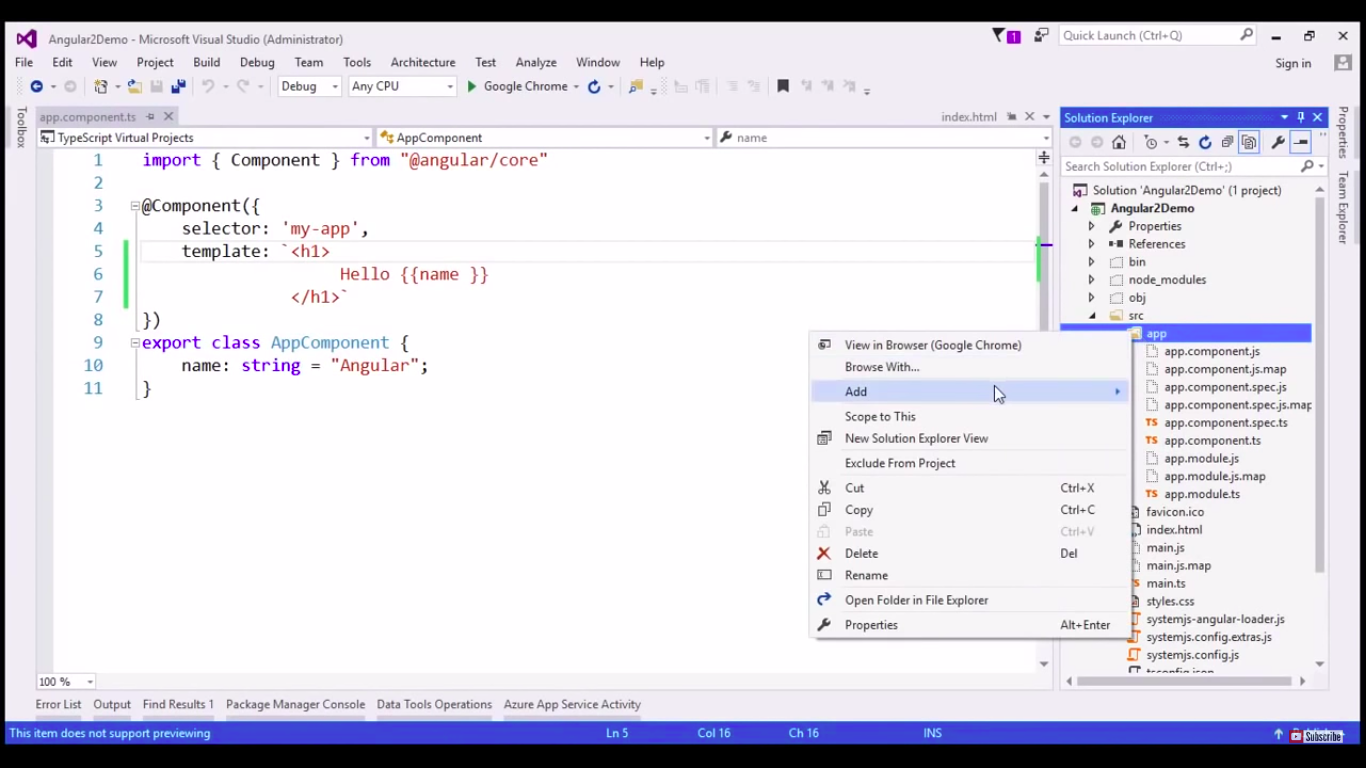 Angular2Demo - Microsoft Visual Studio (Administrator)
1
Quick Launch (Ctrl+Q)
File Edit View Project Build Debug Team Tools Architecture Test Analyze Window Help
Sign in
Debug Any CPU Google Chrome
Toolbox
app.component.ts
index.html
TypeScript Virtual Projects
AppComponent
name
1 import { Component } from "@angular/core"
2
3 @Component({
4 selector: 'my-app',
5 template: `<h1>
6 Hello {{name }}
7 </h1>`
8 })
9 export class AppComponent {
10 name: string = "Angular";
11 }
View in Browser (Google Chrome)
Browse With...
Add
Scope to This
New Solution Explorer View
Exclude From Project
Cut Ctrl+X
Copy Ctrl+C
Paste Ctrl+V
Delete Del
Rename
Open Folder in File Explorer
Properties Alt+Enter
Solution Explorer
Search Solution Explorer (Ctrl+;)
Solution 'Angular2Demo' (1 project)
Angular2Demo
Properties
References
bin
node_modules
obj
src
app
app.component.js
app.component.js.map
app.component.spec.js
app.component.spec.js.map
TS app.component.spec.ts
TS app.component.ts
app.module.js
app.module.js.map
TS app.module.ts
favicon.ico
index.html
main.js
main.js.map
main.ts
styles.css
systemjs-angular-loader.js
systemjs.config.extras.js
systemjs.config.js
tsconfig.json
Properties
Team Explorer
100 %
Error List Output Find Results 1 Package Manager Console Data Tools Operations Azure App Service Activity
This item does not support previewing
Ln 5 Col 16 Ch 16 INS
Subscribe